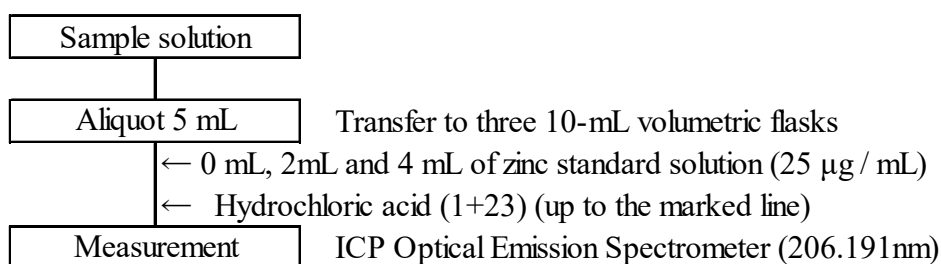 Sample solution
Aliquot 5 mL Transfer to three 10-mL volumetric flasks
← 0 mL, 2mL and 4 mL of zinc standard solution (25 µg / mL)
← Hydrochloric acid (1+23) (up to the marked line)
Measurement ICP Optical Emission Spectrometer (206.191nm)